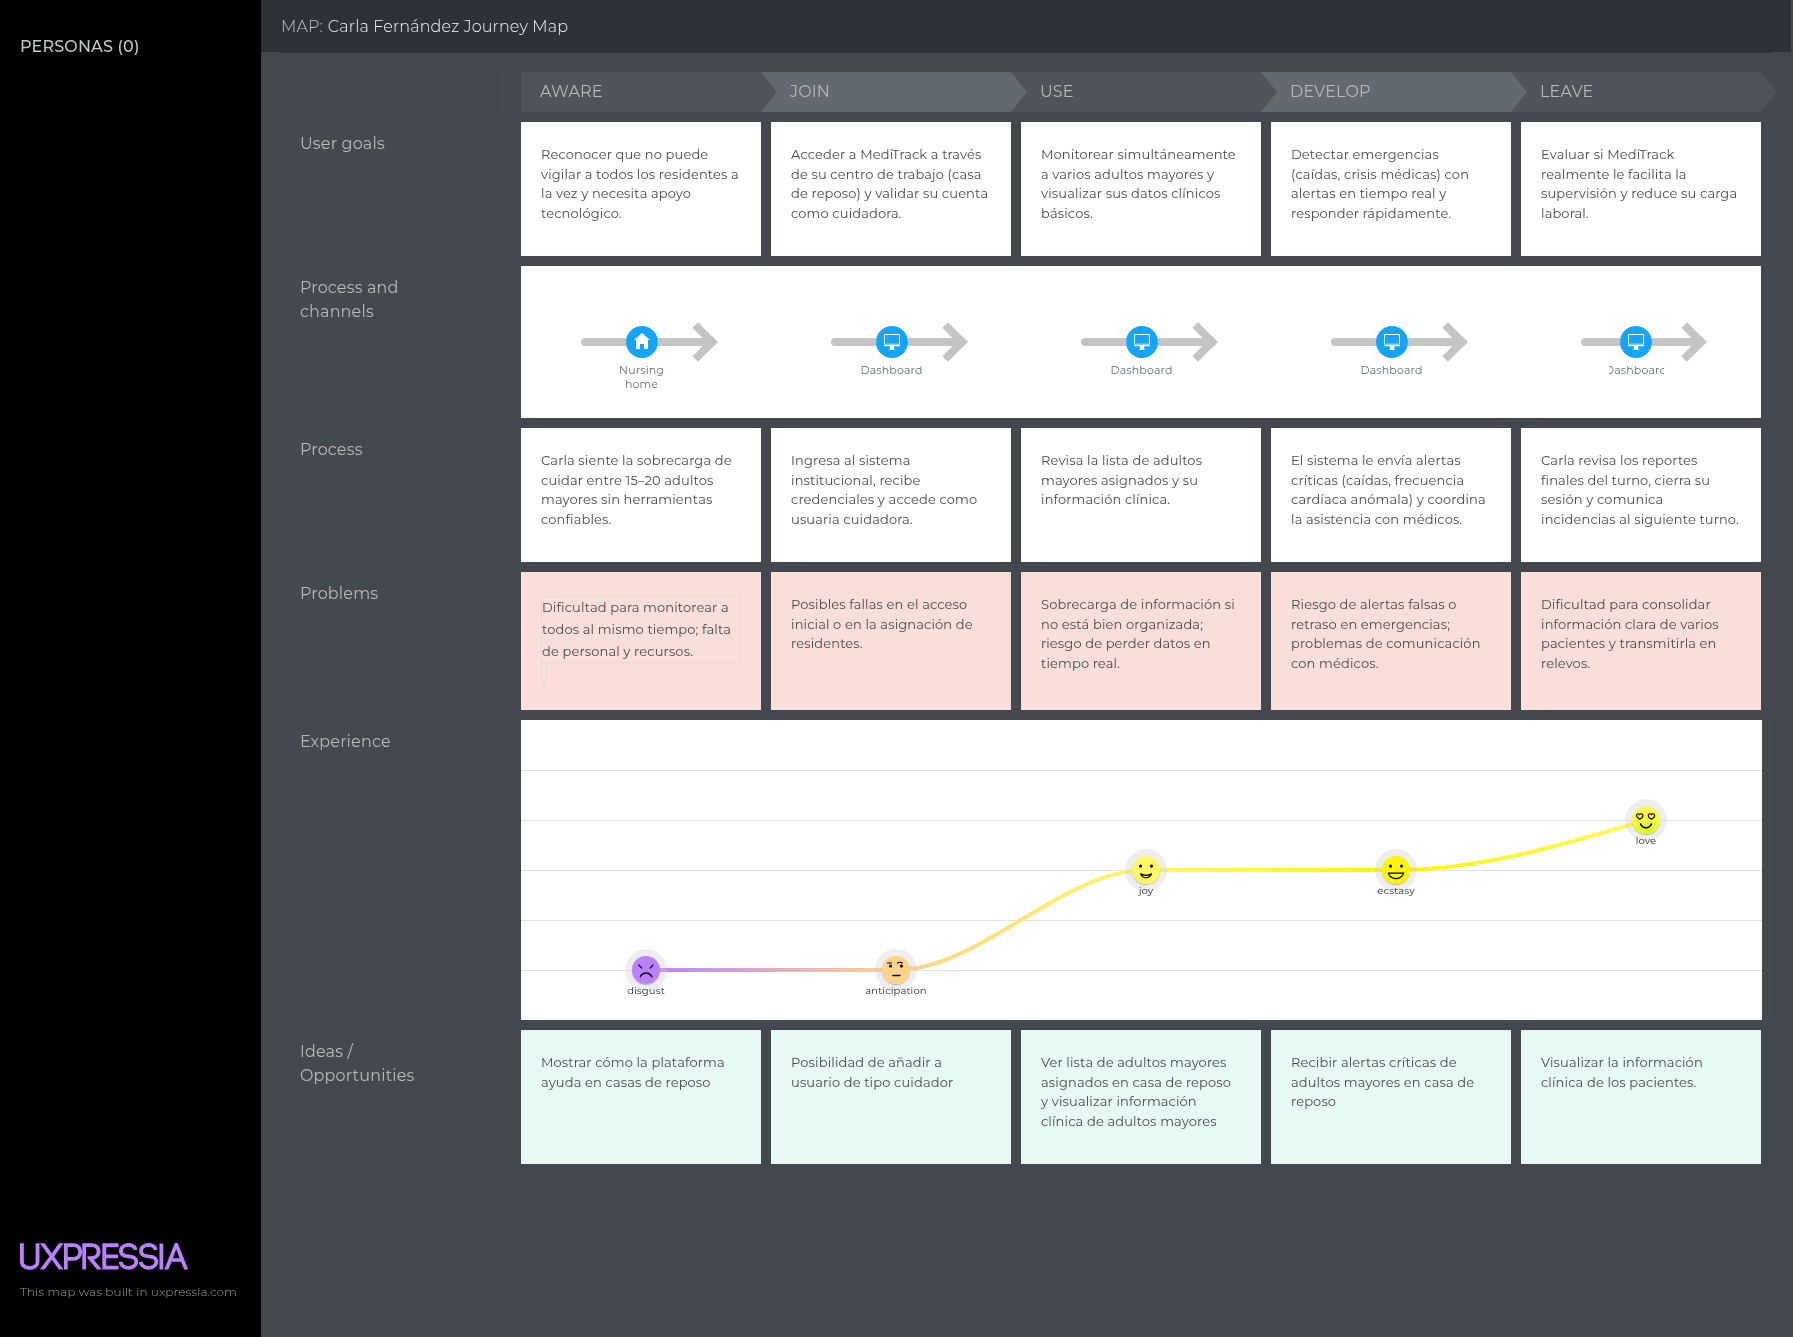 PERSONAS (0)
MAP: Carla Fernández Journey Map
AWARE
JOIN
USE
DEVELOP
LEAVE
User goals
Reconocer que no puede
vigilar a todos los residentes a
la vez y necesita apoyo
tecnológico.
Acceder a MediTrack a través
de su centro de trabajo (casa
de reposo) y validar su cuenta
como cuidadora.
Monitorear simultáneamente
a varios adultos mayores y
visualizar sus datos clínicos
básicos.
Detectar emergencias
(caídas, crisis médicas) con
alertas en tiempo real y
responder rápidamente.
Evaluar si MediTrack
realmente le facilita la
supervisión y reduce su carga
laboral.
Process and
channels
Nursing
home
Dashboard
Dashboard
Dashboard
Dashboard
Process
Carla siente la sobrecarga de
cuidar entre 15–20 adultos
mayores sin herramientas
confiables.
Ingresa al sistema
institucional, recibe
credenciales y accede como
usuaria cuidadora.
Revisa la lista de adultos
mayores asignados y su
información clínica.
El sistema le envía alertas
críticas (caídas, frecuencia
cardíaca anómala) y coordina
la asistencia con médicos.
Carla revisa los reportes
finales del turno, cierra su
sesión y comunica
incidencias al siguiente turno.
Problems
Dificultad para monitorear a
todos al mismo tiempo; falta
de personal y recursos.
Posibles fallas en el acceso
inicial o en la asignación de
residentes.
Sobrecarga de información si
no está bien organizada;
riesgo de perder datos en
tiempo real.
Riesgo de alertas falsas o
retraso en emergencias;
problemas de comunicación
con médicos.
Dificultad para consolidar
información clara de varios
pacientes y transmitirla en
relevos.
Experience
disgust
anticipation
joy
ecstasy
love
Ideas /
Opportunities
Mostrar cómo la plataforma
ayuda en casas de reposo
Posibilidad de añadir a
usuario de tipo cuidador
Ver lista de adultos mayores
asignados en casa de reposo
y visualizar información
clínica de adultos mayores
Recibir alertas críticas de
adultos mayores en casa de
reposo
Visualizar la información
clínica de los pacientes.
UXPRESSIA
This map was built in uxpressia.com